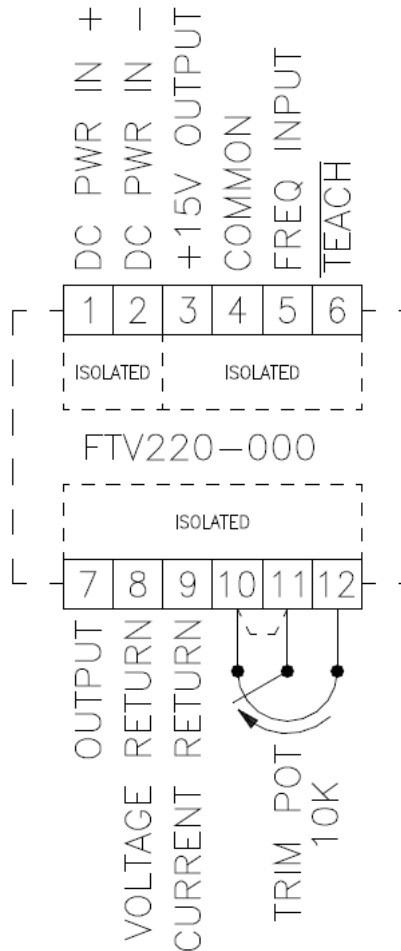 DC PWR IN +
DC PWR IN –
+15V OUTPUT
COMMON
FREQ INPUT
TEACH
1 2 3 4 5 6
ISOLATED ISOLATED
FTV220–000
ISOLATED
7 8 9 10 11 12
OUTPUT
VOLTAGE RETURN
CURRENT RETURN
TRIM POT
10K